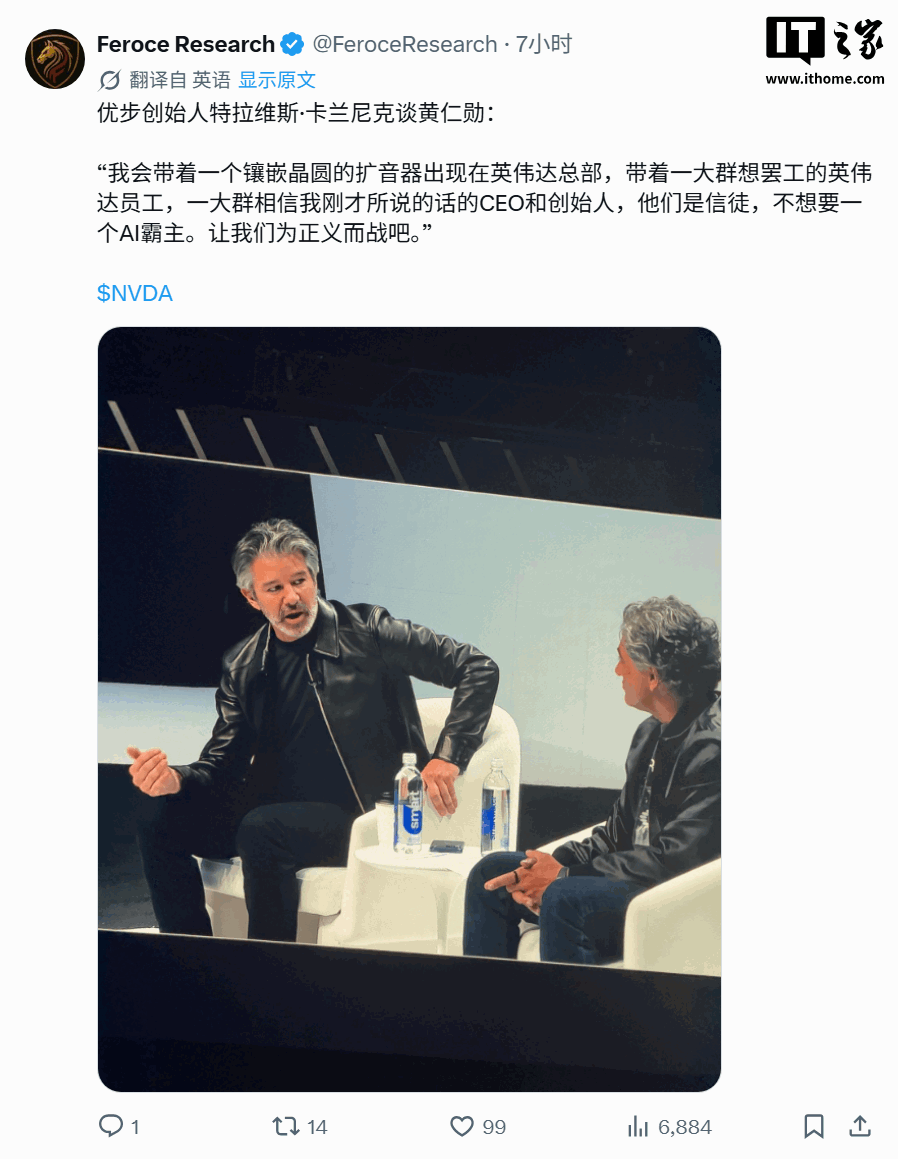 Feroce Research @FeroceResearch · 7小时
翻译自 英语 显示原文
优步创始人特拉维斯·卡兰尼克谈黄仁勋：
“我会带着一个镶嵌晶圆的扩音器出现在英伟达总部，带着一大群想罢工的英伟
达员工，一大群相信我刚才所说的话的CEO和创始人，他们是信徒，不想要一
个AI霸主。让我们为正义而战吧。”
$NVDA
smart
1 14 99 6,884
IT之家
www.ithome.com